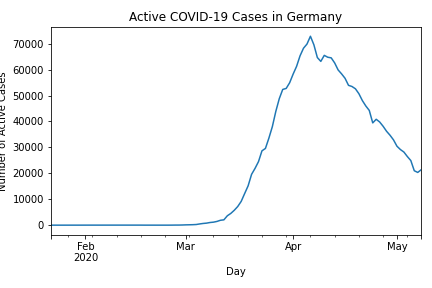 Active COVID-19 Cases in Germany
Number of Active Cases
70000
60000
50000
40000
30000
20000
10000
0
Feb
2020
Mar
Apr
May
Day